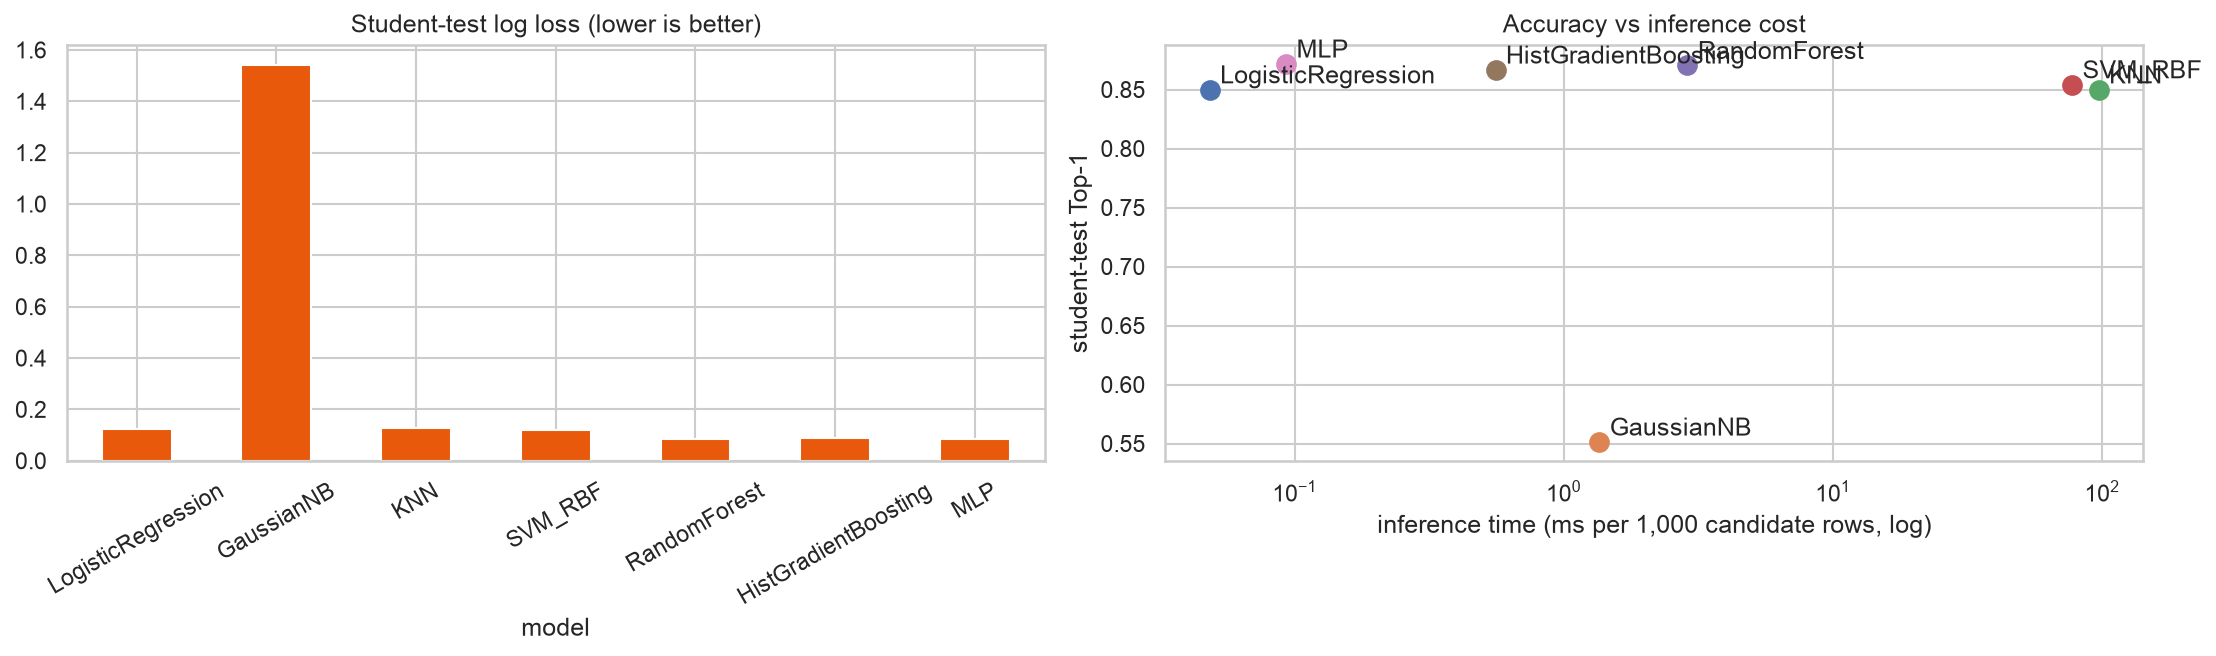 Student-test log loss (lower is better)
1.6
1.4
1.2
1.0
0.8
0.6
0.4
0.2
0.0
LogisticRegression
GaussianNB
KNN
SVM_RBF
RandomForest
HistGradientBoosting
MLP
model
Accuracy vs inference cost
student-test Top-1
0.85
0.80
0.75
0.70
0.65
0.60
0.55
MLP
LogisticRegression
HistGradientBoosting
RandomForest
SVM_RBF
KNN
GaussianNB
10⁻¹
10⁰
10¹
10²
inference time (ms per 1,000 candidate rows, log)